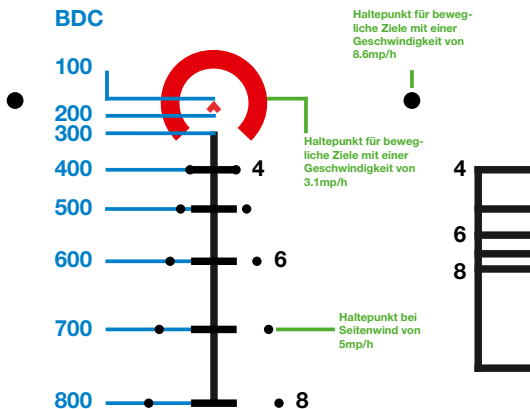 BDC
100
200
300
400
500
600
700
800
4
6
8
Haltepunkt für beweg-
liche Ziele mit einer
Geschwindigkeit von
8.6mp/h
Haltepunkt für beweg-
liche Ziele mit einer
Geschwindigkeit von
3.1mp/h
Haltepunkt bei
Seitenwind von
5mp/h
4
6
8